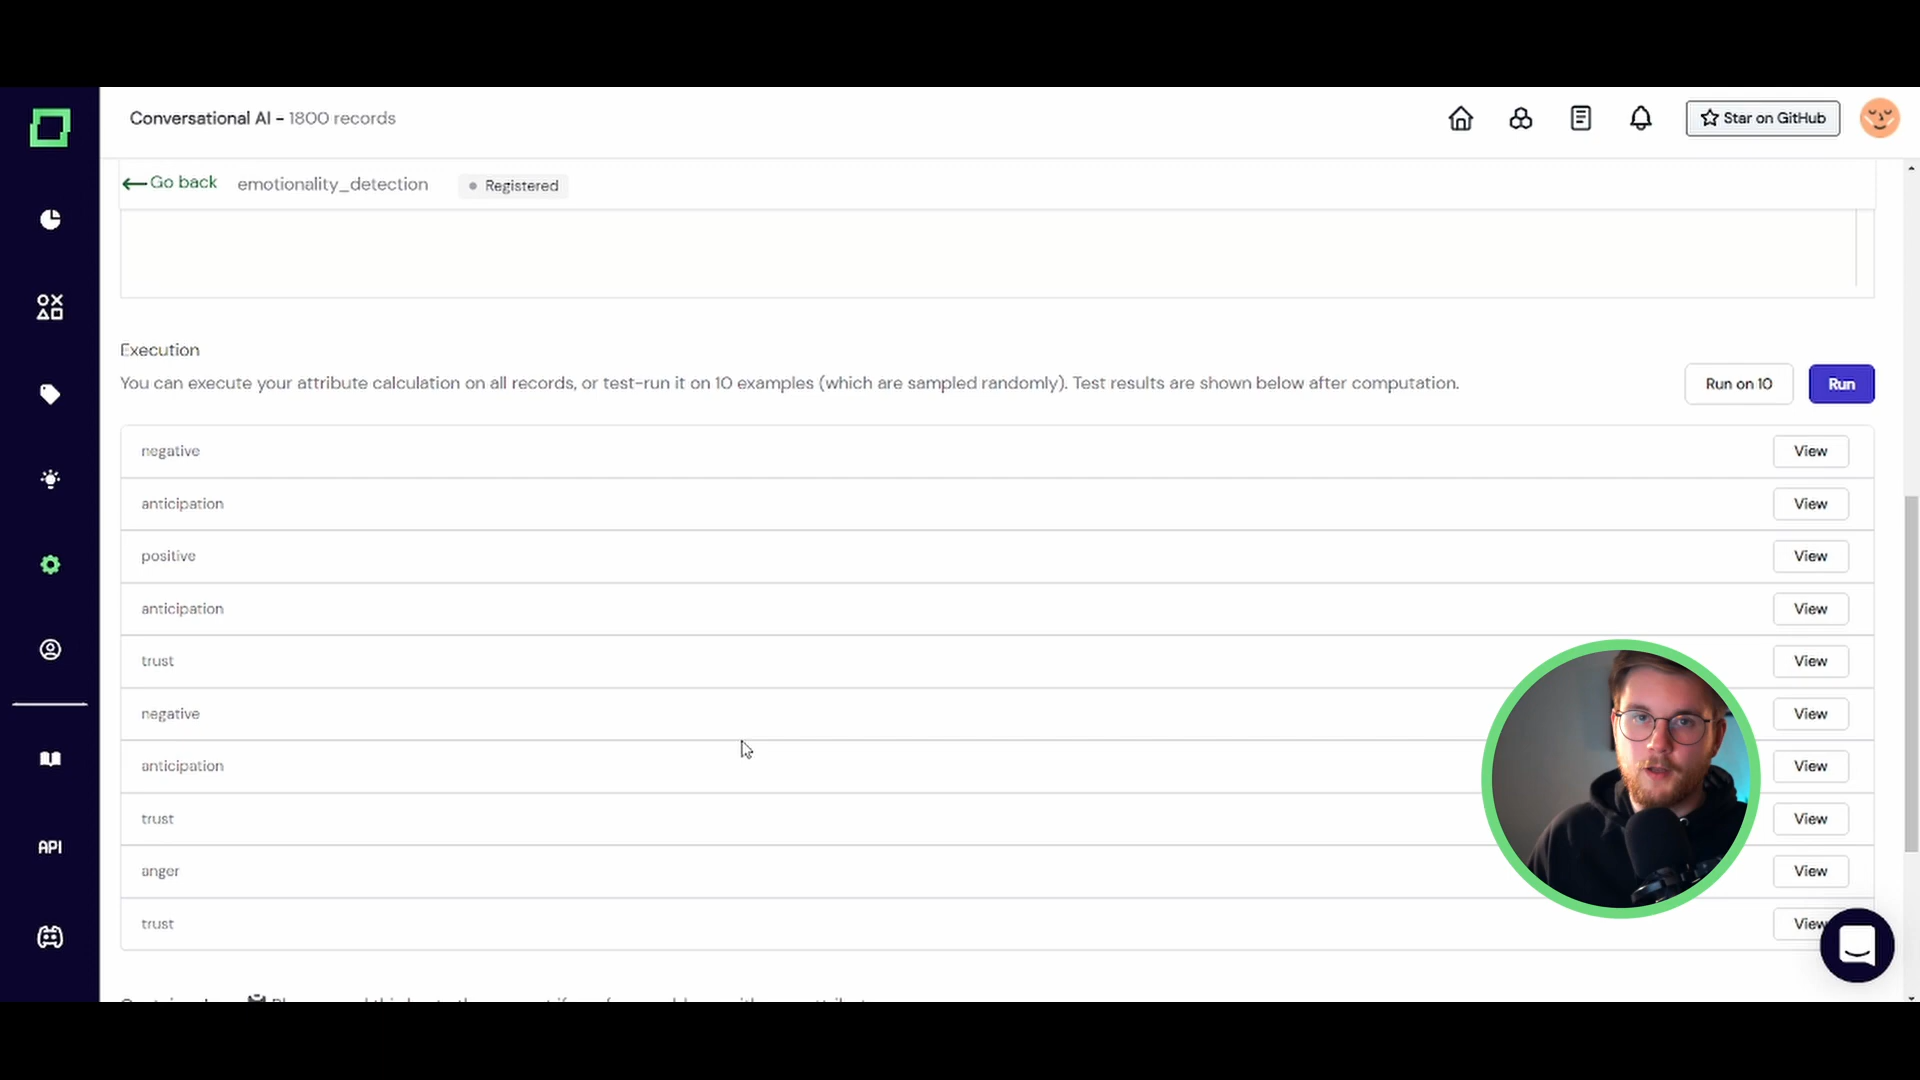 Conversational AI - 1800 records
Star on GitHub
Go back
emotionality_detection
Registered
Execution
You can execute your attribute calculation on all records, or test-run it on 10 examples (which are sampled randomly). Test results are shown below after computation.
Run on 10
Run
negative
View
anticipation
View
positive
View
anticipation
View
trust
View
negative
View
anticipation
View
trust
View
anger
View
trust
View
API